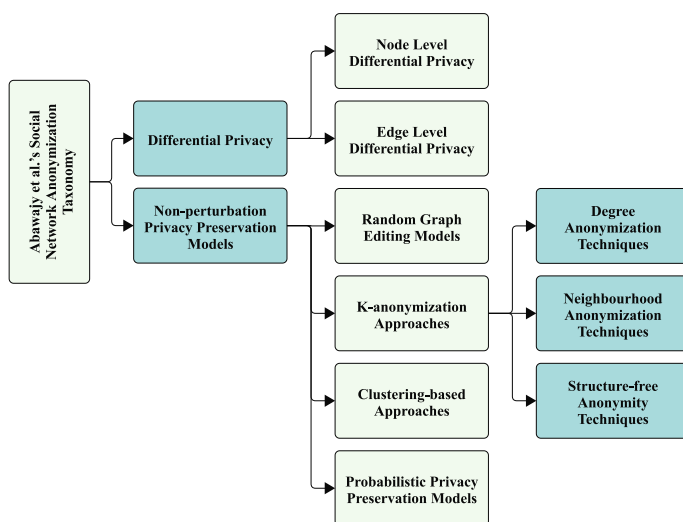 Abawajy et al.'s Social
Network Anonymization
Taxonomy
Differential Privacy
Non-perturbation
Privacy Preservation
Models
Node Level
Differential Privacy
Edge Level
Differential Privacy
Random Graph
Editing Models
K-anonymization
Approaches
Clustering-based
Approaches
Probabilistic Privacy
Preservation Models
Degree
Anonymization
Techniques
Neighbourhood
Anonymization
Techniques
Structure-free
Anonymity
Techniques